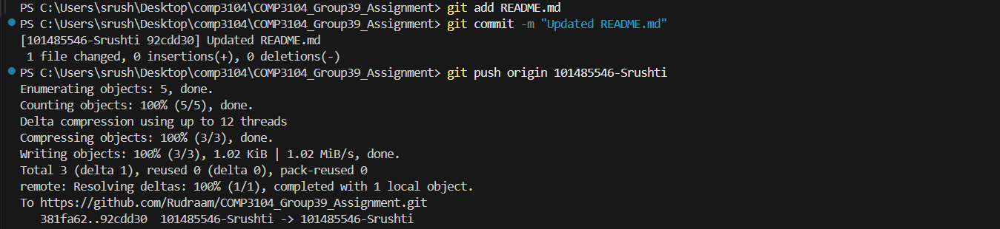 PS C:\Users\srush\Desktop\comp3104\COMP3104_Group39_Assignment> git add README.md
PS C:\Users\srush\Desktop\comp3104\COMP3104_Group39_Assignment> git commit -m "Updated README.md"
[101485546-Srushti 92cdd30] Updated README.md
 1 file changed, 0 insertions(+), 0 deletions(-)
PS C:\Users\srush\Desktop\comp3104\COMP3104_Group39_Assignment> git push origin 101485546-Srushti
Enumerating objects: 5, done.
Counting objects: 100% (5/5), done.
Delta compression using up to 12 threads
Compressing objects: 100% (3/3), done.
Writing objects: 100% (3/3), 1.02 KiB | 1.02 MiB/s, done.
Total 3 (delta 1), reused 0 (delta 0), pack-reused 0
remote: Resolving deltas: 100% (1/1), completed with 1 local object.
To https://github.com/Rudraam/COMP3104_Group39_Assignment.git
   381fa62..92cdd30  101485546-Srushti -> 101485546-Srushti